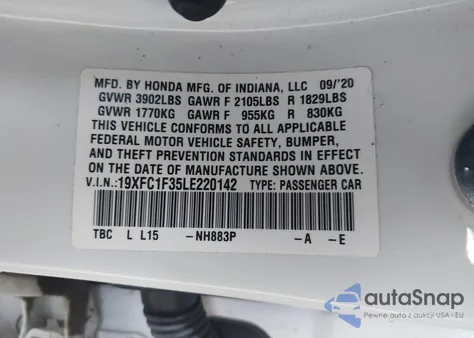 MFD. BY HONDA MFG. OF INDIANA, LLC 09/'20
GVWR 3902LBS GAWR F 2105LBS R 1829LBS
GVWR 1770KG GAWR F 955KG R 830KG
THIS VEHICLE CONFORMS TO ALL APPLICABLE
FEDERAL MOTOR VEHICLE SAFETY, BUMPER,
AND THEFT PREVENTION STANDARDS IN EFFECT
ON THE DATE OF MANUFACTURE SHOWN ABOVE.
V.I.N.:19XFC1F35LE220142 TYPE: PASSENGER CAR
TBC L L15 -NH883P -A -E
autoSnap
Pewne auta z aukcji USA i EU